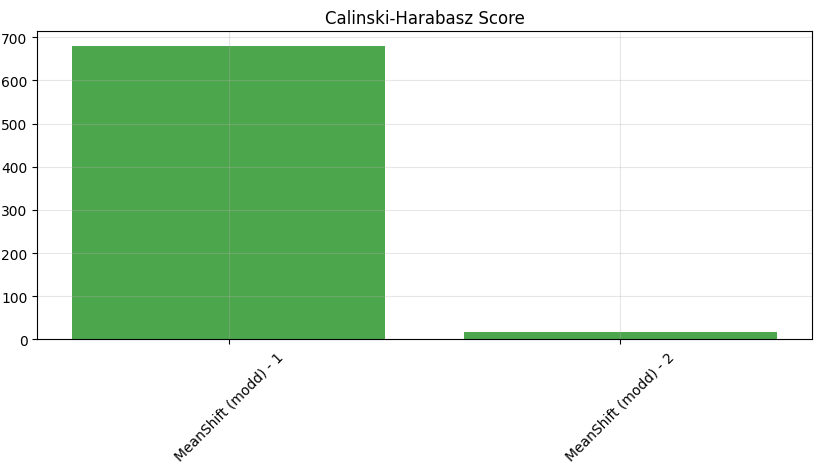 Calinski-Harabasz Score
700
600
500
400
300
200
100
0
MeanShift (modd) - 1
MeanShift (modd) - 2